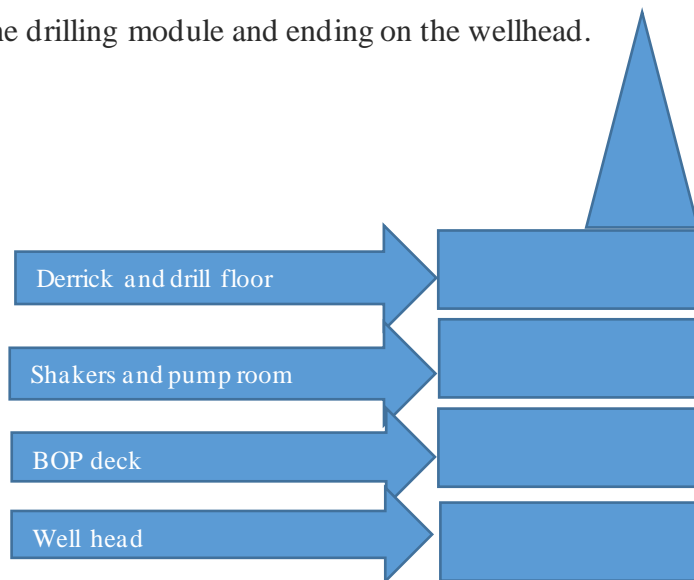 drilling module and ending on the wellhead.
Derrick and drill floor
Shakers and pump room
BOP deck
Well head